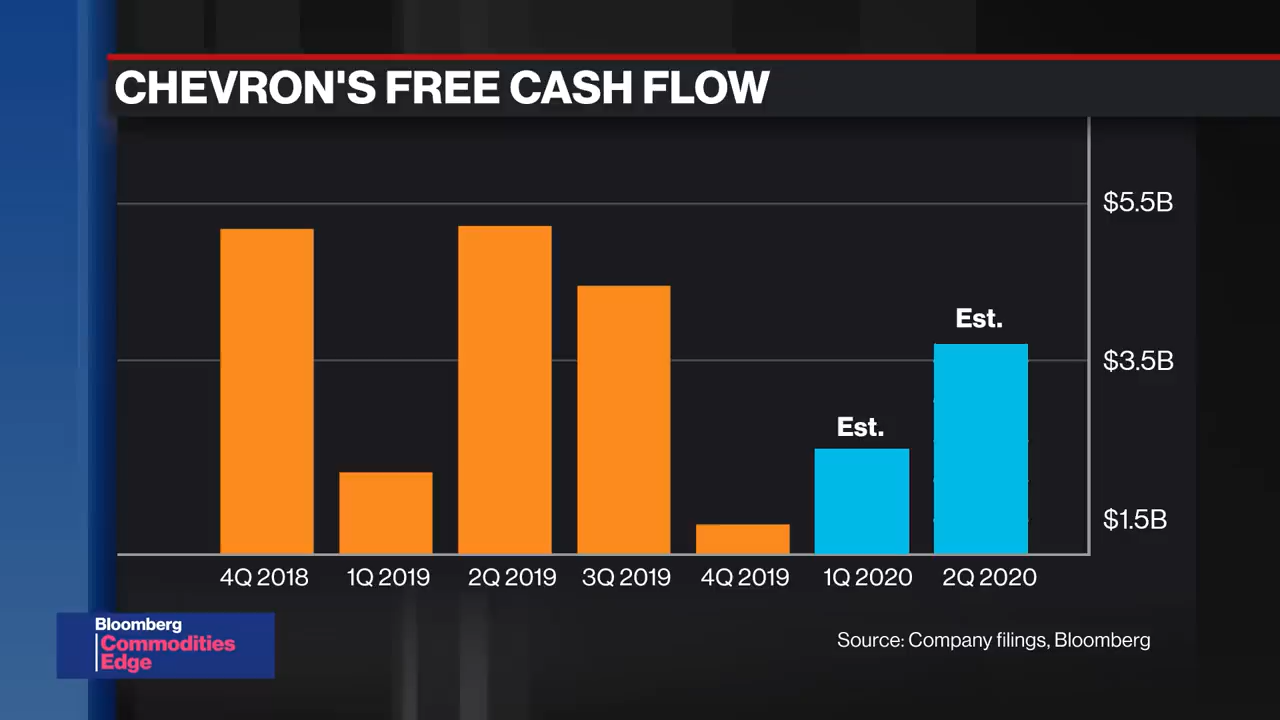 CHEVRON'S FREE CASH FLOW
$5.5B
Est.
$3.5B
Est.
$1.5B
4Q 2018 1Q 2019 2Q 2019 3Q 2019 4Q 2019 1Q 2020 2Q 2020
Bloomberg
Commodities
Edge
Source: Company filings, Bloomberg